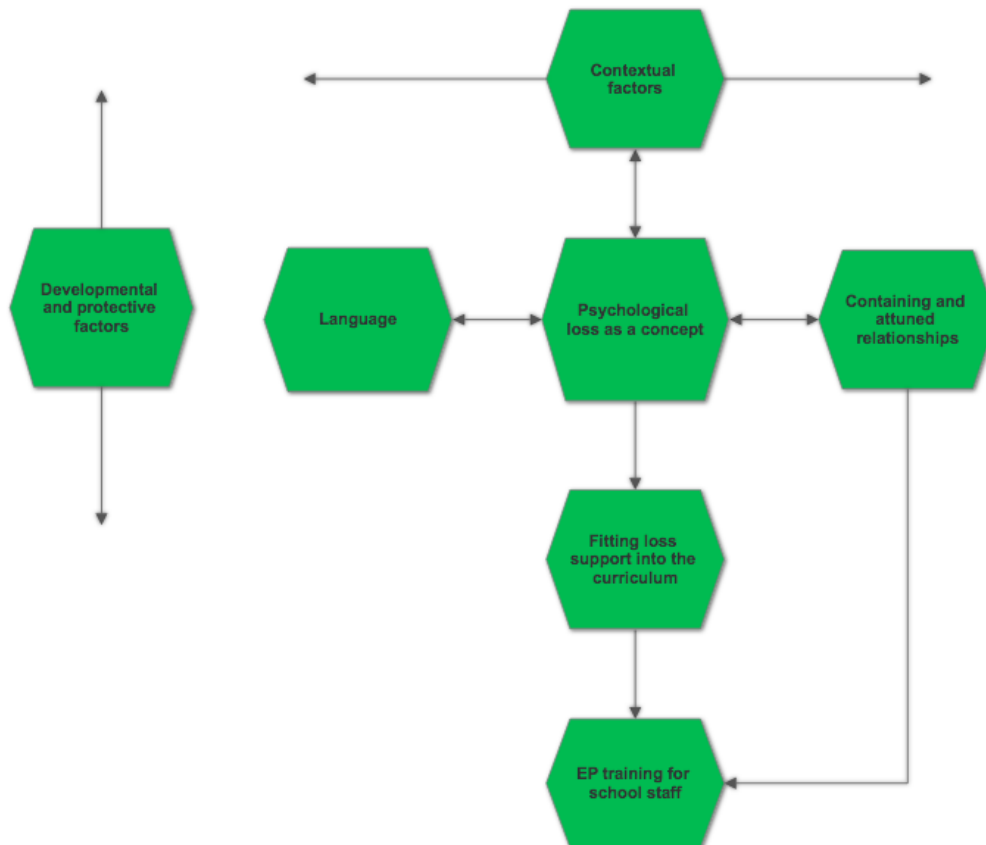 Contextual
factors
Developmental
and protective
factors
Language
Psychological
loss as a concept
Containing and
attuned
relationships
Fitting loss
support into the
curriculum
EP training for
school staff